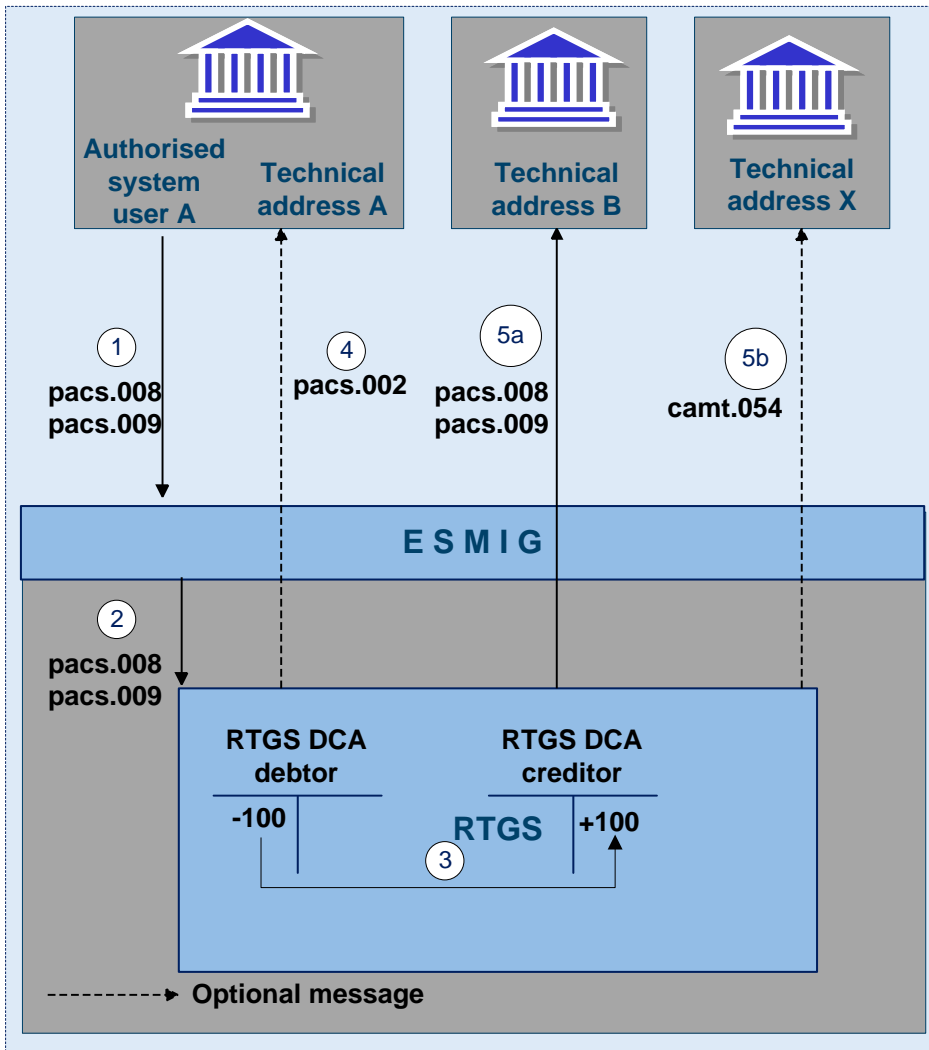 Authorised
system
user A
Technical
address A
Technical
address B
Technical
address X
1
pacs.008
pacs.009
4
pacs.002
5a
pacs.008
pacs.009
5b
camt.054
E S M I G
2
pacs.008
pacs.009
RTGS DCA
debtor
RTGS DCA
creditor
-100
RTGS
+100
3
Optional message